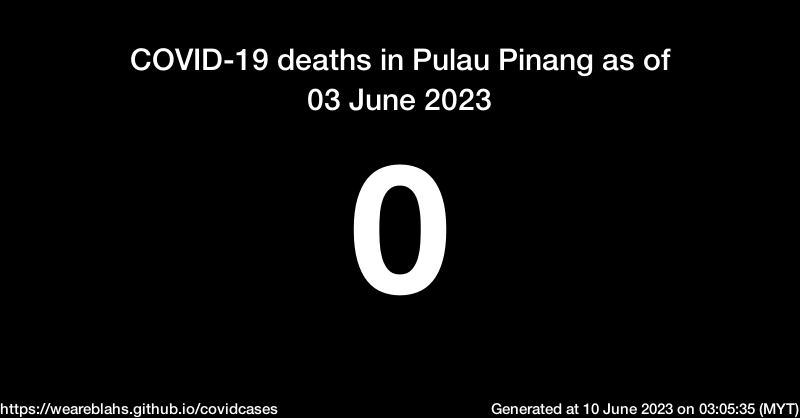 COVID-19 deaths in Pulau Pinang as of
03 June 2023
0
https://weareblahs.github.io/covidcases
Generated at 10 June 2023 on 03:05:35 (MYT)